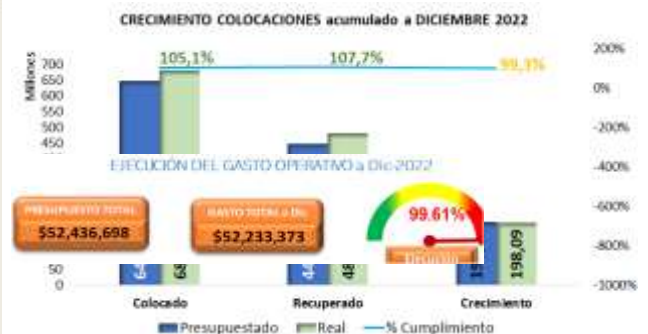 CRECIMIENTO COLOCACIONES acumulado a DICIEMBRE 2022
Millones
700
650
600
550
500
450
50
0
105,1%
107,7%
99,3%
200%
0%
-200%
-400%
-600%
-800%
-1000%
EJECUCIÓN DEL GASTO OPERATIVO a Dic-2022
PRESUPUESTO TOTAL
$52,436,698
GASTO TOTAL a Dic
$52,233,373
99.61%
Ejecución
198,09
Colocado
Recuperado
Crecimiento
Presupuestado
Real
% Cumplimiento